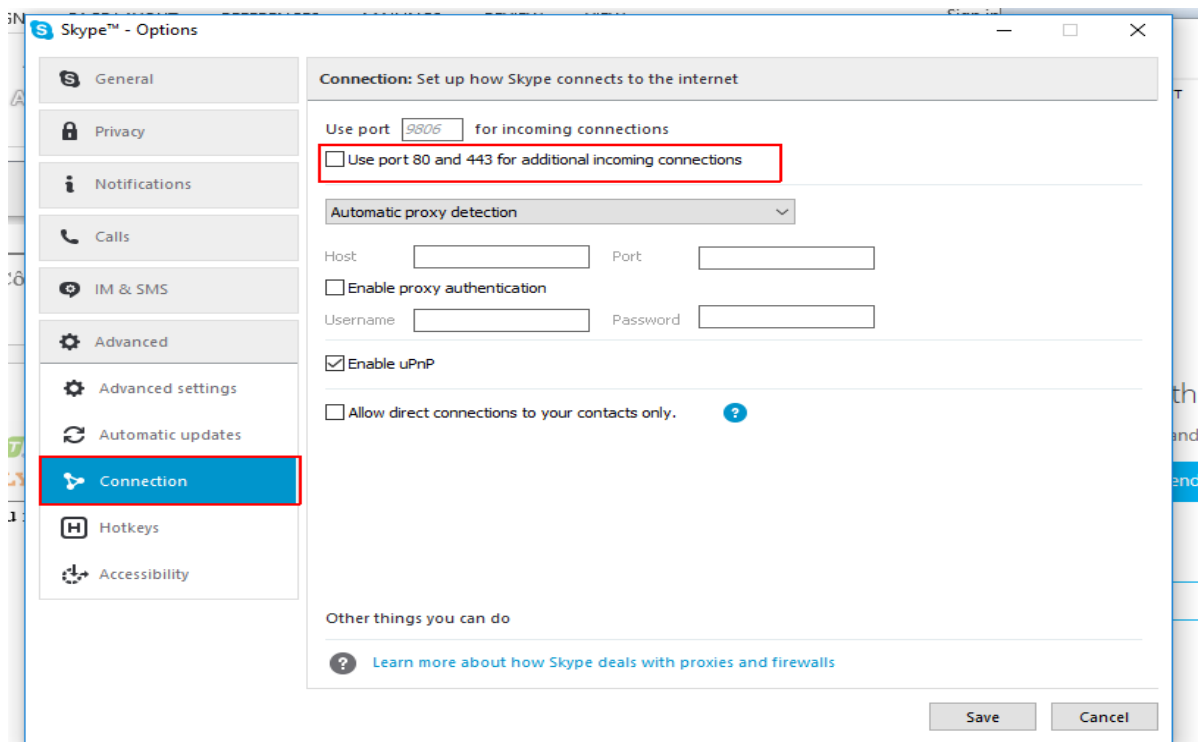 Sign in
Skype™ - Options
General
Privacy
Notifications
Calls
IM & SMS
Advanced
Advanced settings
Automatic updates
Connection
Hotkeys
Accessibility
Connection: Set up how Skype connects to the internet
Use port 9806 for incoming connections
Use port 80 and 443 for additional incoming connections
Automatic proxy detection
Host
Port
Enable proxy authentication
Username
Password
Enable uPnP
Allow direct connections to your contacts only.
?
Other things you can do
? Learn more about how Skype deals with proxies and firewalls
Save
Cancel